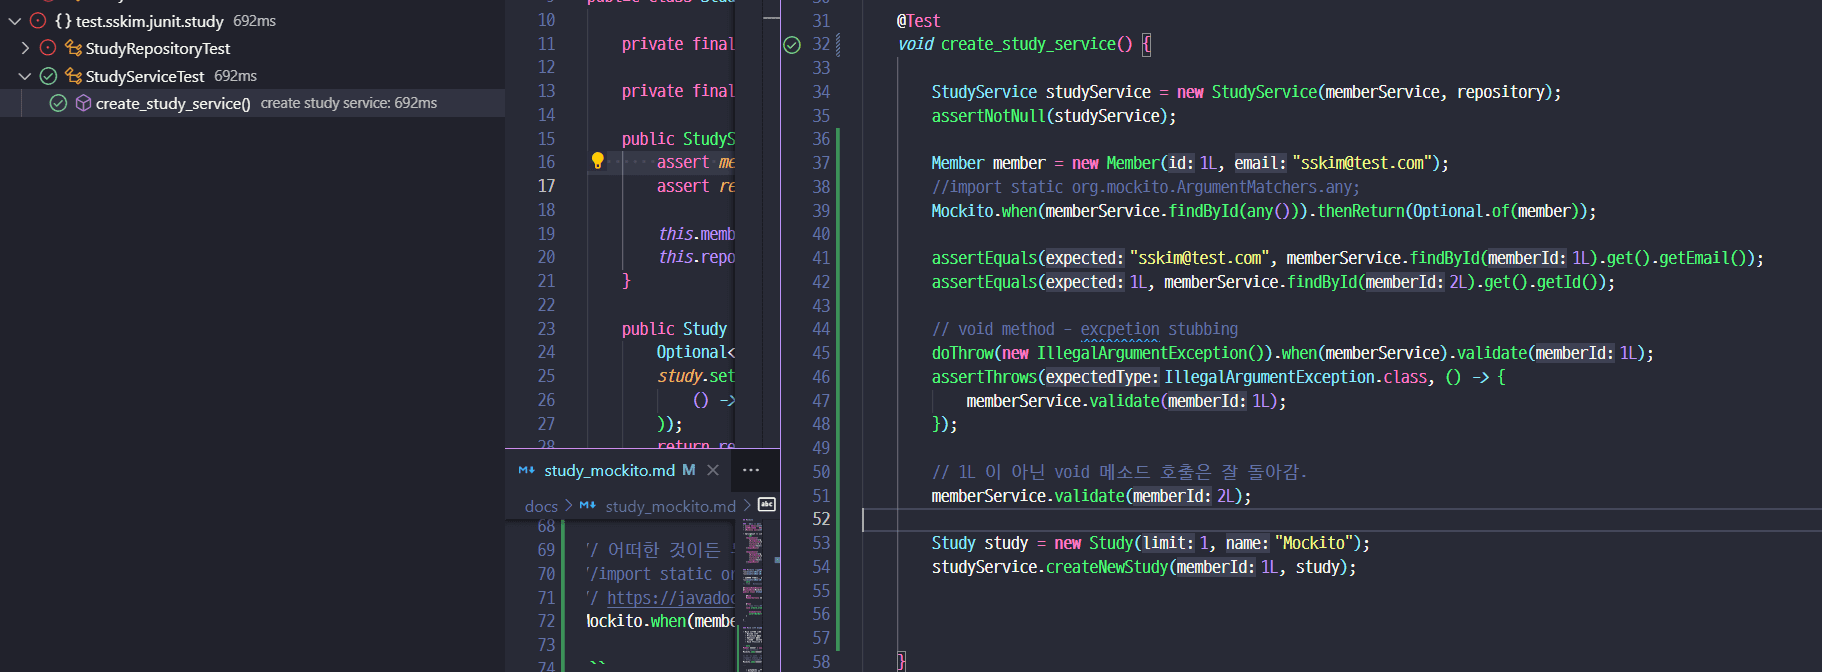 test.sskim.junit.study 692ms
StudyRepositoryTest
StudyServiceTest 692ms
create_study_service() create study service: 692ms
10
11 private final
12
13 private final
14
15 public StudyS
16 assert me
17 assert re
18
19 this.memb
20 this.repo
21 }
22
23 public Study
24 Optional<
25 study.set
26 () ->
27 ));
28 return re
study_mockito.md M
docs > study_mockito.md >
68
69 // 어떠한 것이든
70 //import static or
71 // https://javadoc
72 Mockito.when(membe
73
74 ``
31 @Test
32 void create_study_service() {
33
34 StudyService studyService = new StudyService(memberService, repository);
35 assertNotNull(studyService);
36
37 Member member = new Member(id: 1L, email: "sskim@test.com");
38 //import static org.mockito.ArgumentMatchers.any;
39 Mockito.when(memberService.findById(any())).thenReturn(Optional.of(member));
40
41 assertEquals(expected: "sskim@test.com", memberService.findById(memberId: 1L).get().getEmail());
42 assertEquals(expected: 1L, memberService.findById(memberId: 2L).get().getId());
43
44 // void method - excpetion stubbing
45 doThrow(new IllegalArgumentException()).when(memberService).validate(memberId: 1L);
46 assertThrows(expectedType: IllegalArgumentException.class, () -> {
47 memberService.validate(memberId: 1L);
48 });
49
50 // 1L 이 아닌 void 메소드 호출은 잘 돌아감.
51 memberService.validate(memberId: 2L);
52
53 Study study = new Study(limit: 1, name: "Mockito");
54 studyService.createNewStudy(memberId: 1L, study);
55
56
57
58 }